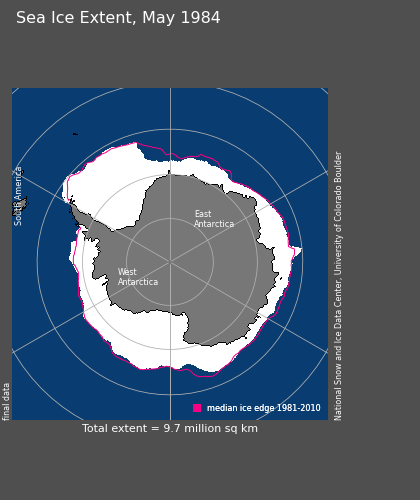 Sea Ice Extent, May 1984
South America
East
Antarctica
West
Antarctica
National Snow and Ice Data Center, University of Colorado Boulder
final data
median ice edge 1981-2010
Total extent = 9.7 million sq km